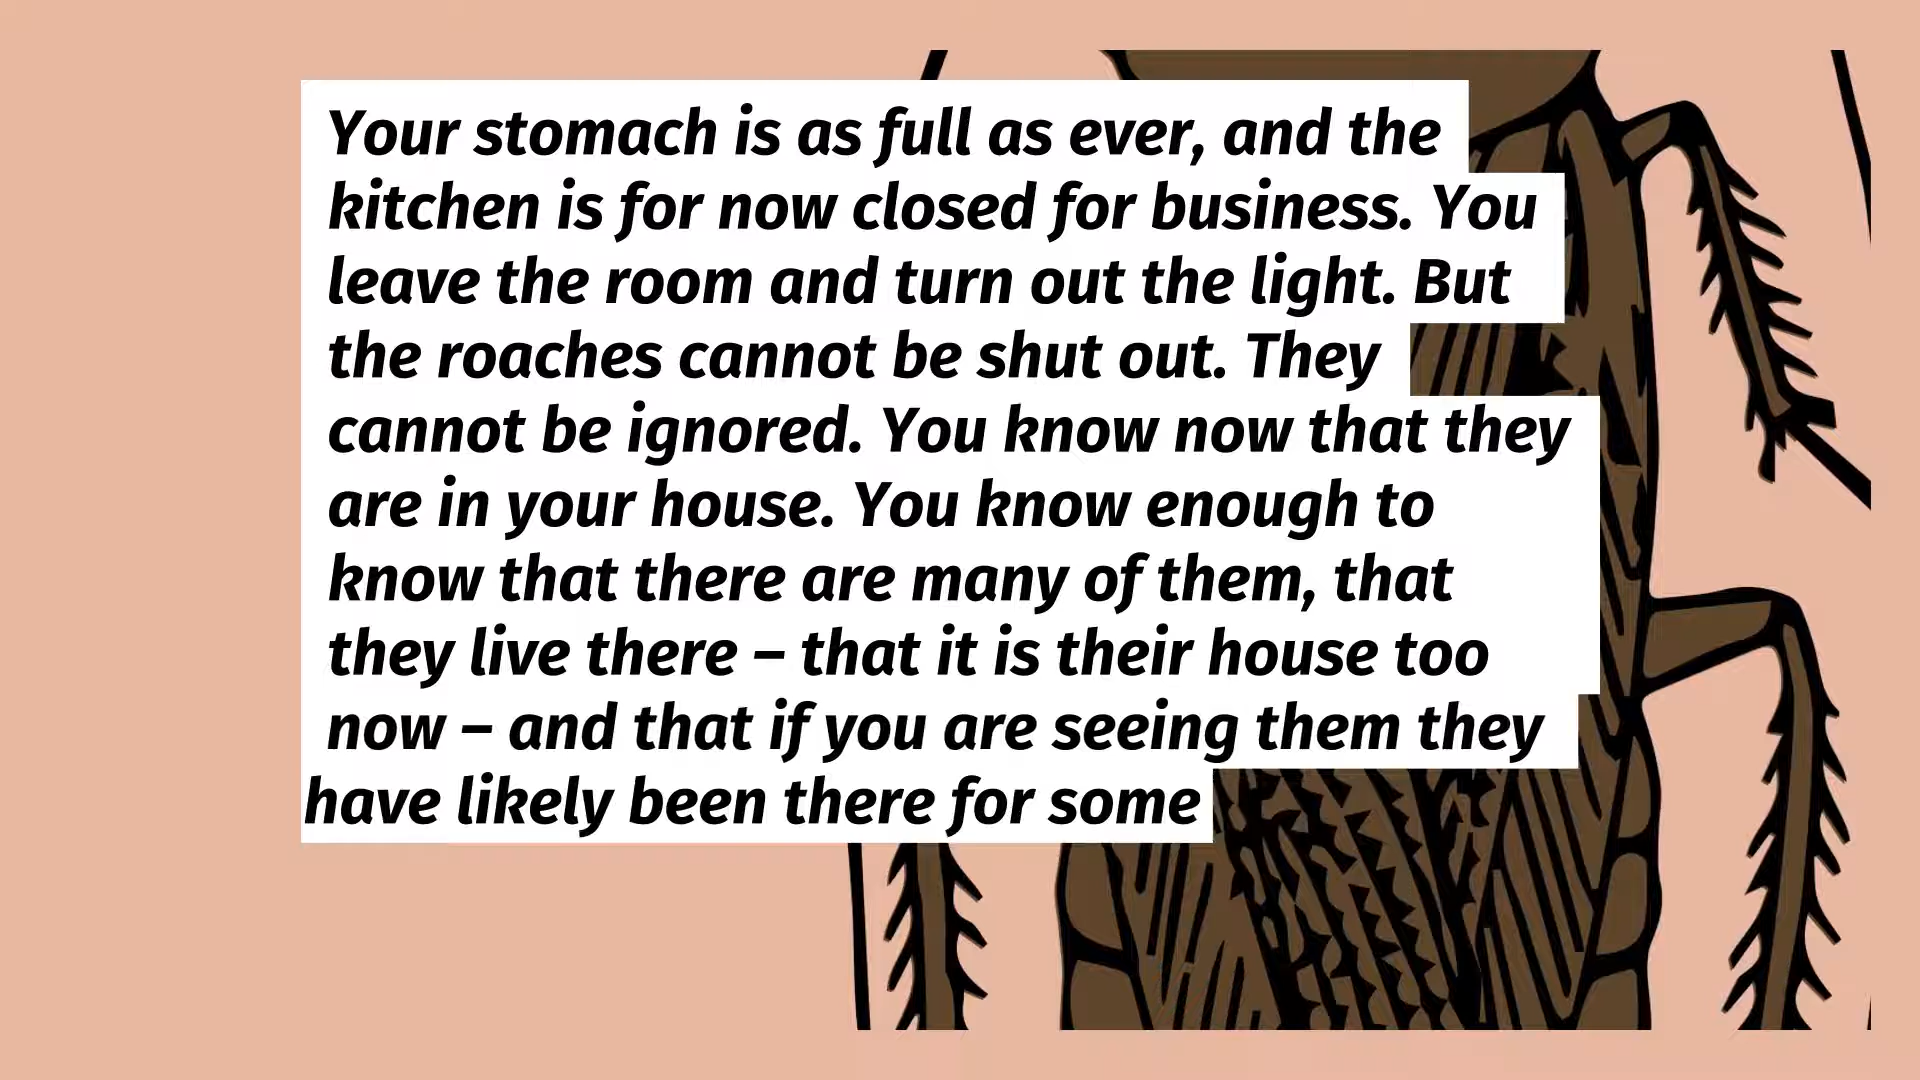 Your stomach is as full as ever, and the
kitchen is for now closed for business. You
leave the room and turn out the light. But
the roaches cannot be shut out. They
cannot be ignored. You know now that they
are in your house. You know enough to
know that there are many of them, that
they live there – that it is their house too
now – and that if you are seeing them they
have likely been there for some